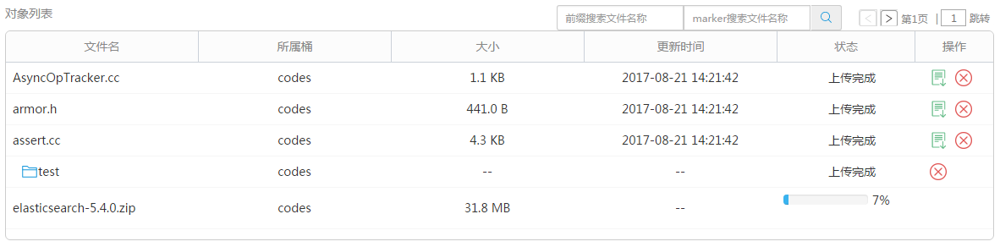 对象列表 前缀搜索文件名称 marker搜索文件名称 < > 第1页 | 1 跳转
文件名 所属桶 大小 更新时间 状态 操作
AsyncOpTracker.cc codes 1.1 KB 2017-08-21 14:21:42 上传完成
armor.h codes 441.0 B 2017-08-21 14:21:42 上传完成
assert.cc codes 4.3 KB 2017-08-21 14:21:42 上传完成
test codes -- -- 上传完成
elasticsearch-5.4.0.zip codes 31.8 MB -- 7%